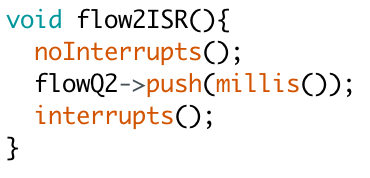 void flow2ISR(){
  noInterrupts();
  flowQ2->push(millis());
  interrupts();
}